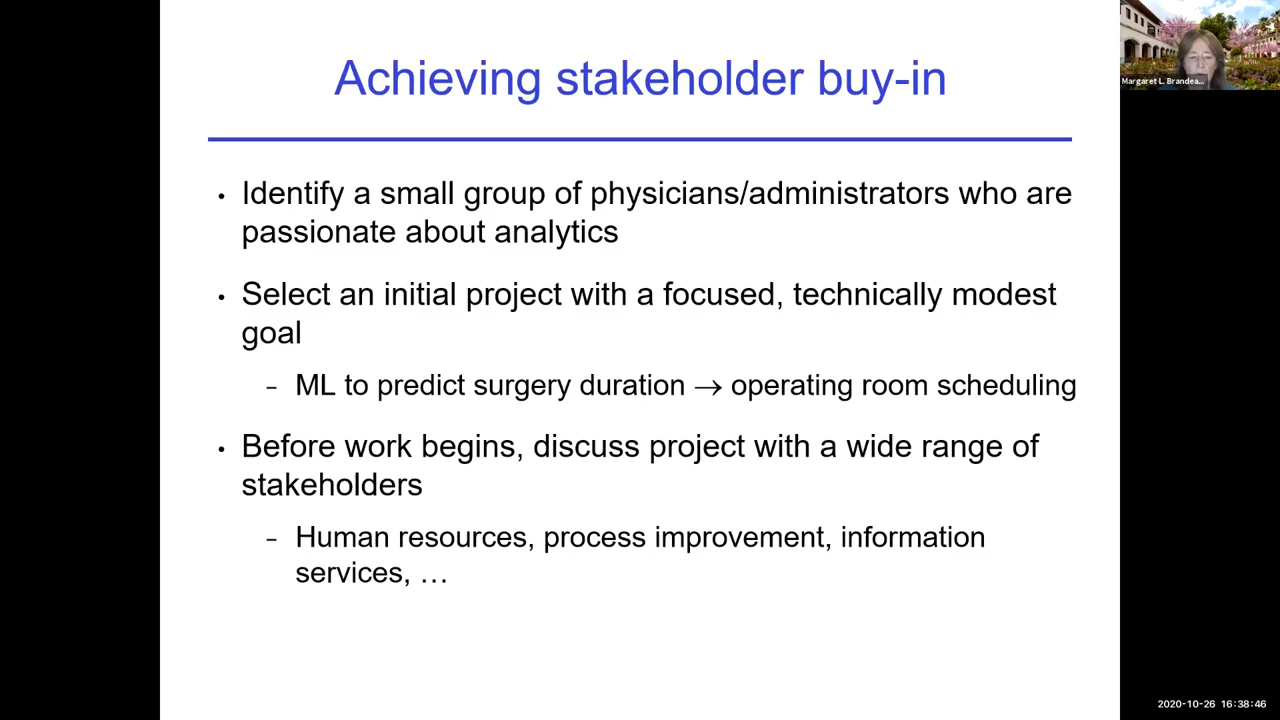 Achieving stakeholder buy-in
• Identify a small group of physicians/administrators who are
passionate about analytics
• Select an initial project with a focused, technically modest
goal
– ML to predict surgery duration → operating room scheduling
• Before work begins, discuss project with a wide range of
stakeholders
– Human resources, process improvement, information
services, …
Margaret L. Brandea...
2020-10-26 16:38:46